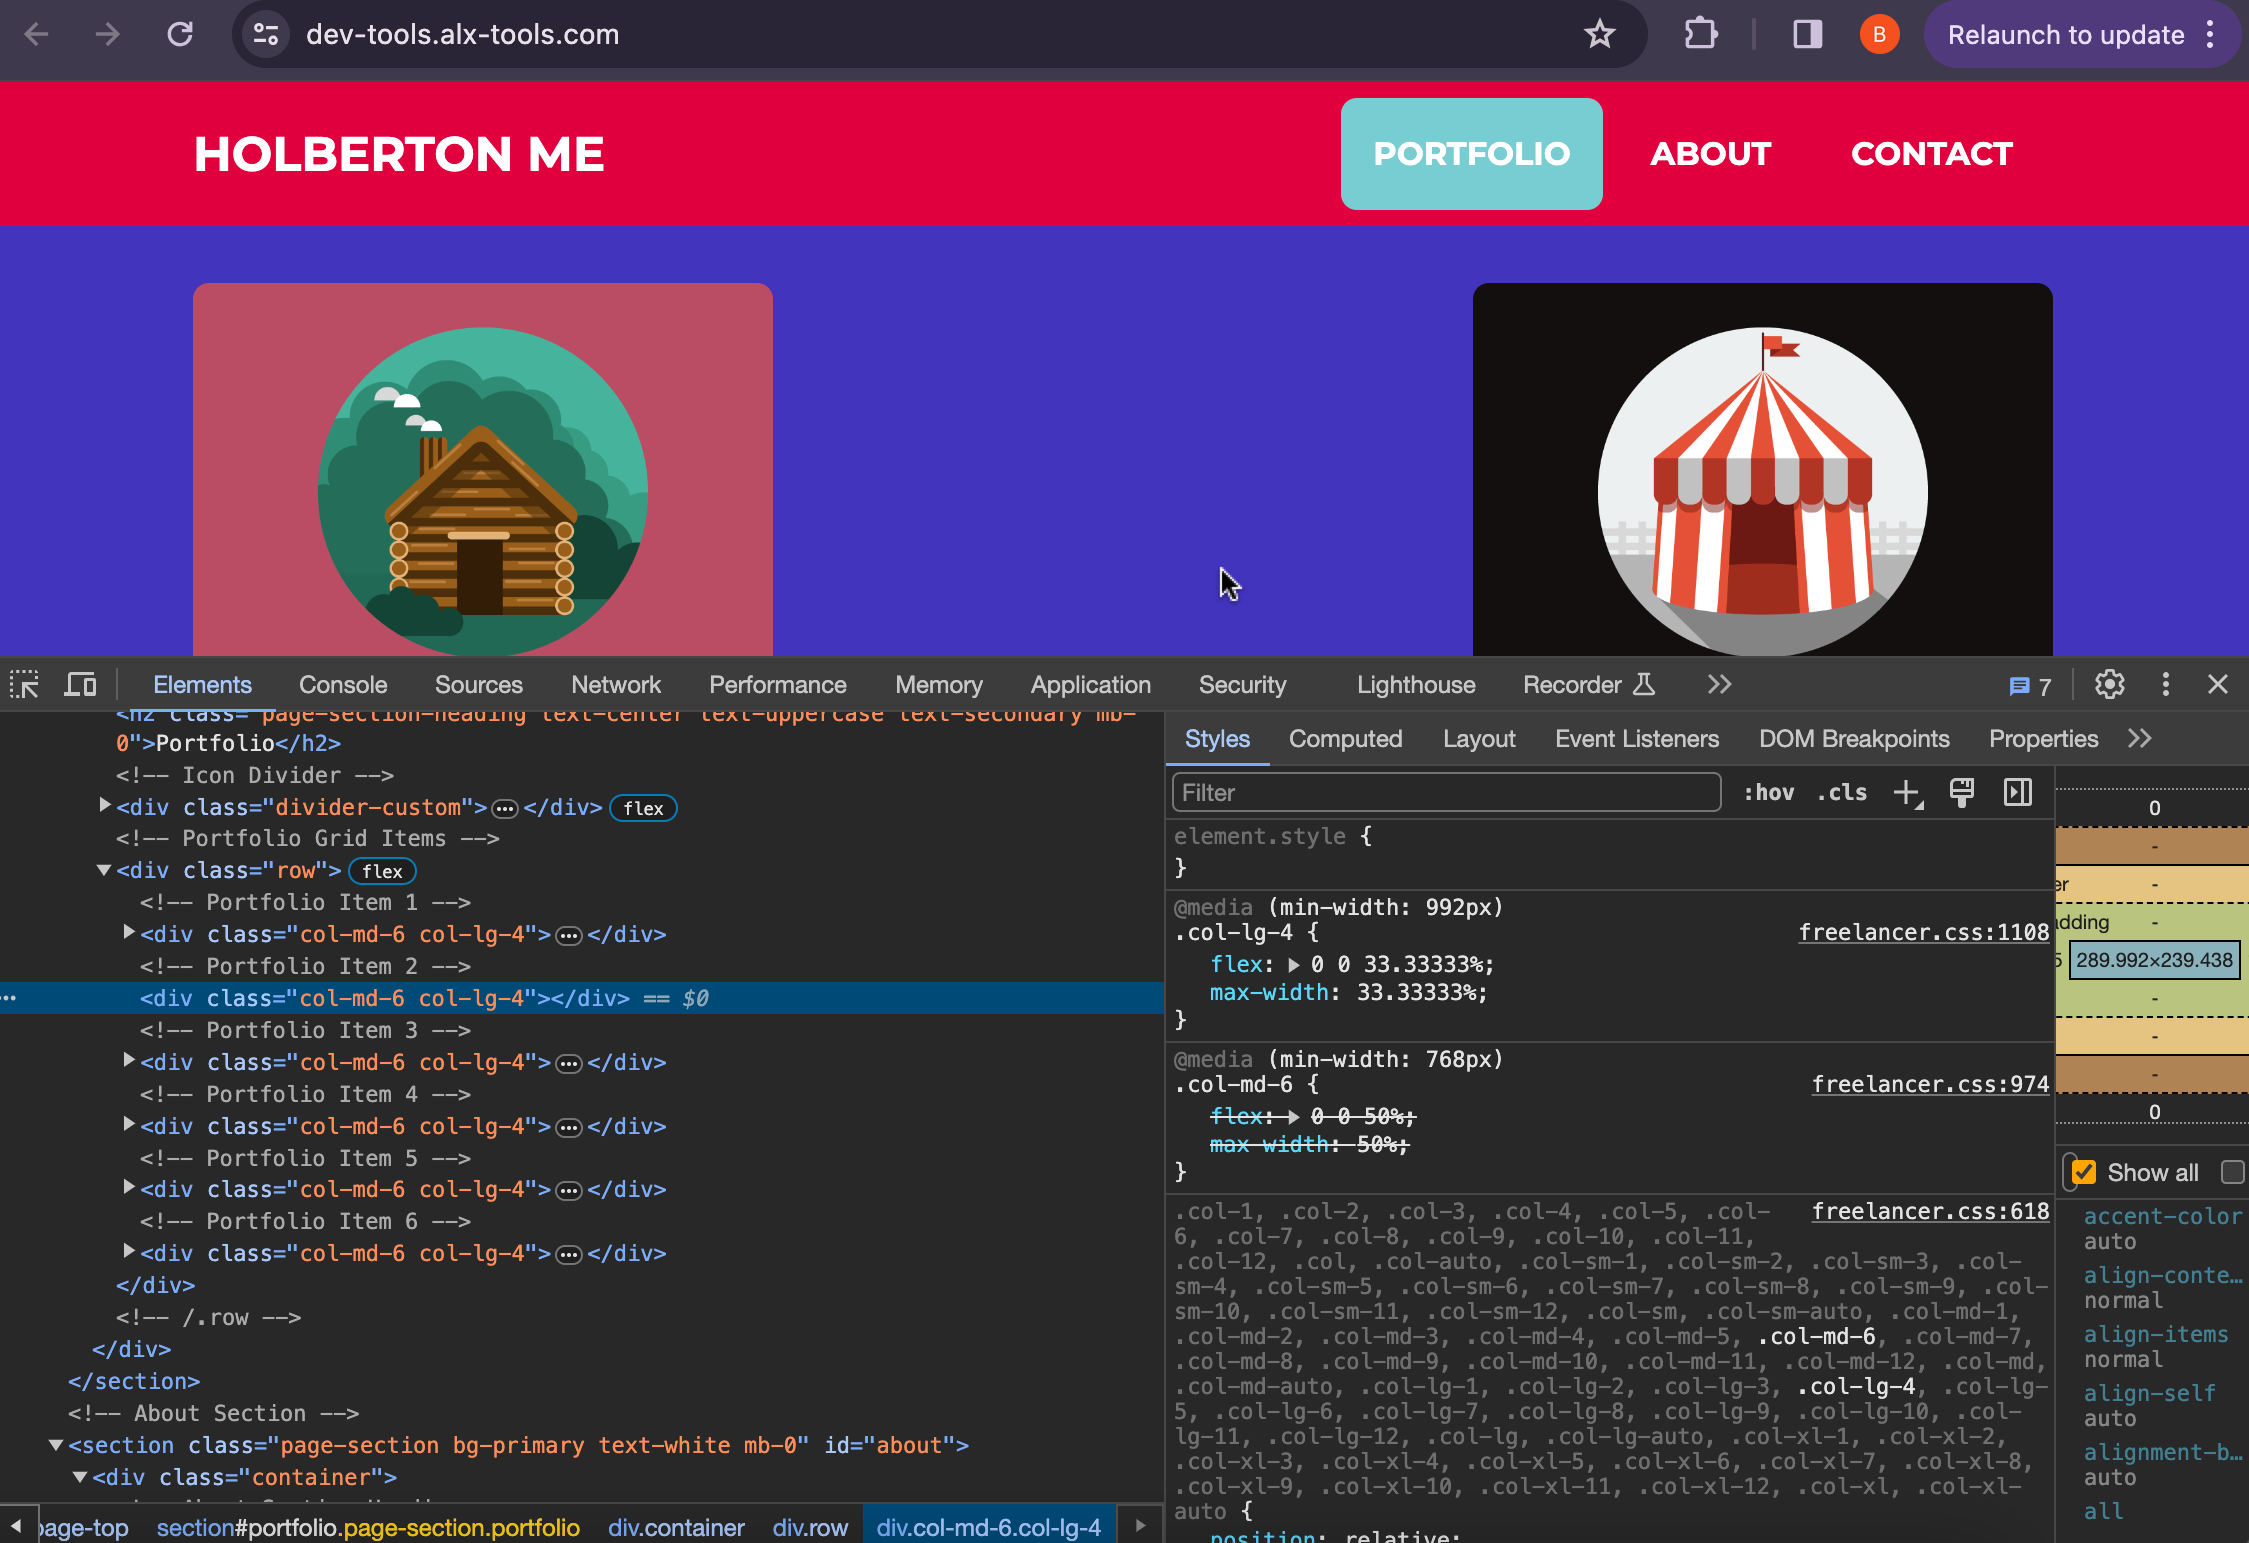 dev-tools.alx-tools.com
B
Relaunch to update
HOLBERTON ME
PORTFOLIO
ABOUT
CONTACT
Elements Console Sources Network Performance Memory Application Security Lighthouse Recorder 7
<h2 class="page-section-heading text-center text-uppercase text-secondary mb-
0">Portfolio</h2>
<!-- Icon Divider -->
<div class="divider-custom">…</div> flex
<!-- Portfolio Grid Items -->
<div class="row"> flex
<!-- Portfolio Item 1 -->
<div class="col-md-6 col-lg-4">…</div>
<!-- Portfolio Item 2 -->
<div class="col-md-6 col-lg-4"></div> == $0
<!-- Portfolio Item 3 -->
<div class="col-md-6 col-lg-4">…</div>
<!-- Portfolio Item 4 -->
<div class="col-md-6 col-lg-4">…</div>
<!-- Portfolio Item 5 -->
<div class="col-md-6 col-lg-4">…</div>
<!-- Portfolio Item 6 -->
<div class="col-md-6 col-lg-4">…</div>
</div>
<!-- /.row -->
</div>
</section>
<!-- About Section -->
<section class="page-section bg-primary text-white mb-0" id="about">
<div class="container">
page-top section#portfolio.page-section.portfolio div.container div.row div.col-md-6.col-lg-4
Styles Computed Layout Event Listeners DOM Breakpoints Properties
Filter :hov .cls
element.style {
}
@media (min-width: 992px)
.col-lg-4 { freelancer.css:1108
flex: 0 0 33.33333%;
max-width: 33.33333%;
}
@media (min-width: 768px)
.col-md-6 { freelancer.css:974
flex: 0 0 50%;
max-width: 50%;
}
.col-1, .col-2, .col-3, .col-4, .col-5, .col- freelancer.css:618
6, .col-7, .col-8, .col-9, .col-10, .col-11,
.col-12, .col, .col-auto, .col-sm-1, .col-sm-2, .col-sm-3, .col-
sm-4, .col-sm-5, .col-sm-6, .col-sm-7, .col-sm-8, .col-sm-9, .col-
sm-10, .col-sm-11, .col-sm-12, .col-sm, .col-sm-auto, .col-md-1,
.col-md-2, .col-md-3, .col-md-4, .col-md-5, .col-md-6, .col-md-7,
.col-md-8, .col-md-9, .col-md-10, .col-md-11, .col-md-12, .col-md,
.col-md-auto, .col-lg-1, .col-lg-2, .col-lg-3, .col-lg-4, .col-lg-
5, .col-lg-6, .col-lg-7, .col-lg-8, .col-lg-9, .col-lg-10, .col-
lg-11, .col-lg-12, .col-lg, .col-lg-auto, .col-xl-1, .col-xl-2,
.col-xl-3, .col-xl-4, .col-xl-5, .col-xl-6, .col-xl-7, .col-xl-8,
.col-xl-9, .col-xl-10, .col-xl-11, .col-xl-12, .col-xl, .col-xl-
auto {
position: relative;
0
-
er -
adding -
5 289.992×239.438
-
-
-
0
Show all
accent-color
auto
align-conte…
normal
align-items
normal
align-self
auto
alignment-b…
auto
all